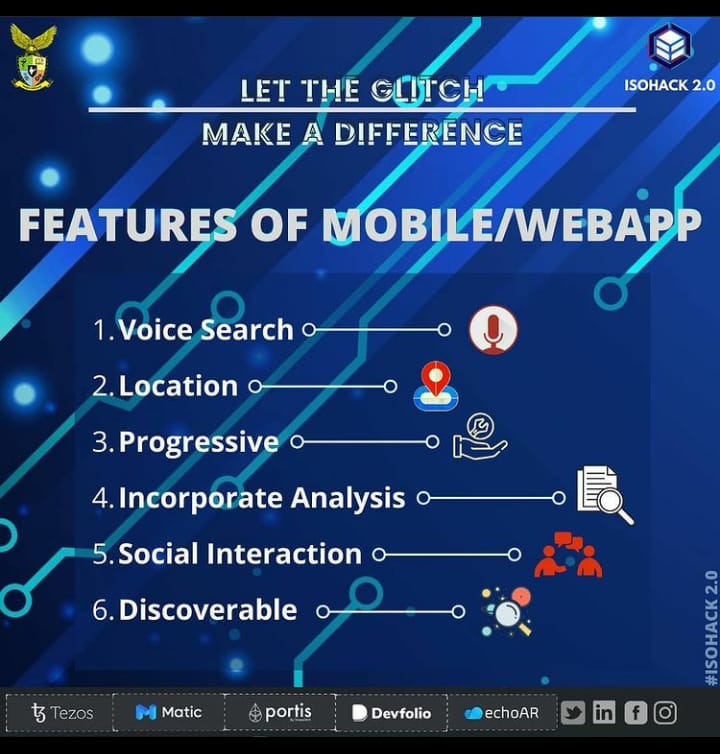 ISOHACK 2.0
LET THE GLITCH
MAKE A DIFFERENCE
FEATURES OF MOBILE/WEBAPP
1. Voice Search
2. Location
3. Progressive
4. Incorporate Analysis
5. Social Interaction
6. Discoverable
#ISOHACK 2.0
Tezos
Matic
portis
Devfolio
echoAR